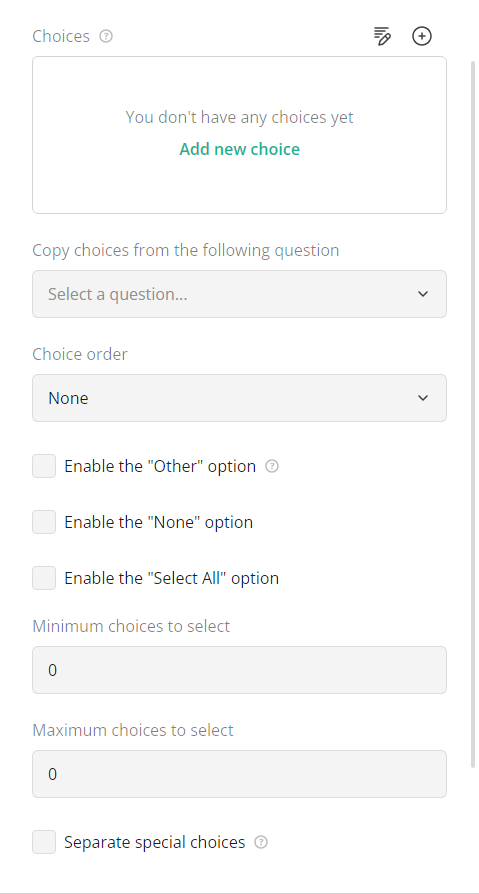 Choices
You don't have any choices yet
Add new choice
Copy choices from the following question
Select a question...
Choice order
None
Enable the "Other" option
Enable the "None" option
Enable the "Select All" option
Minimum choices to select
0
Maximum choices to select
0
Separate special choices